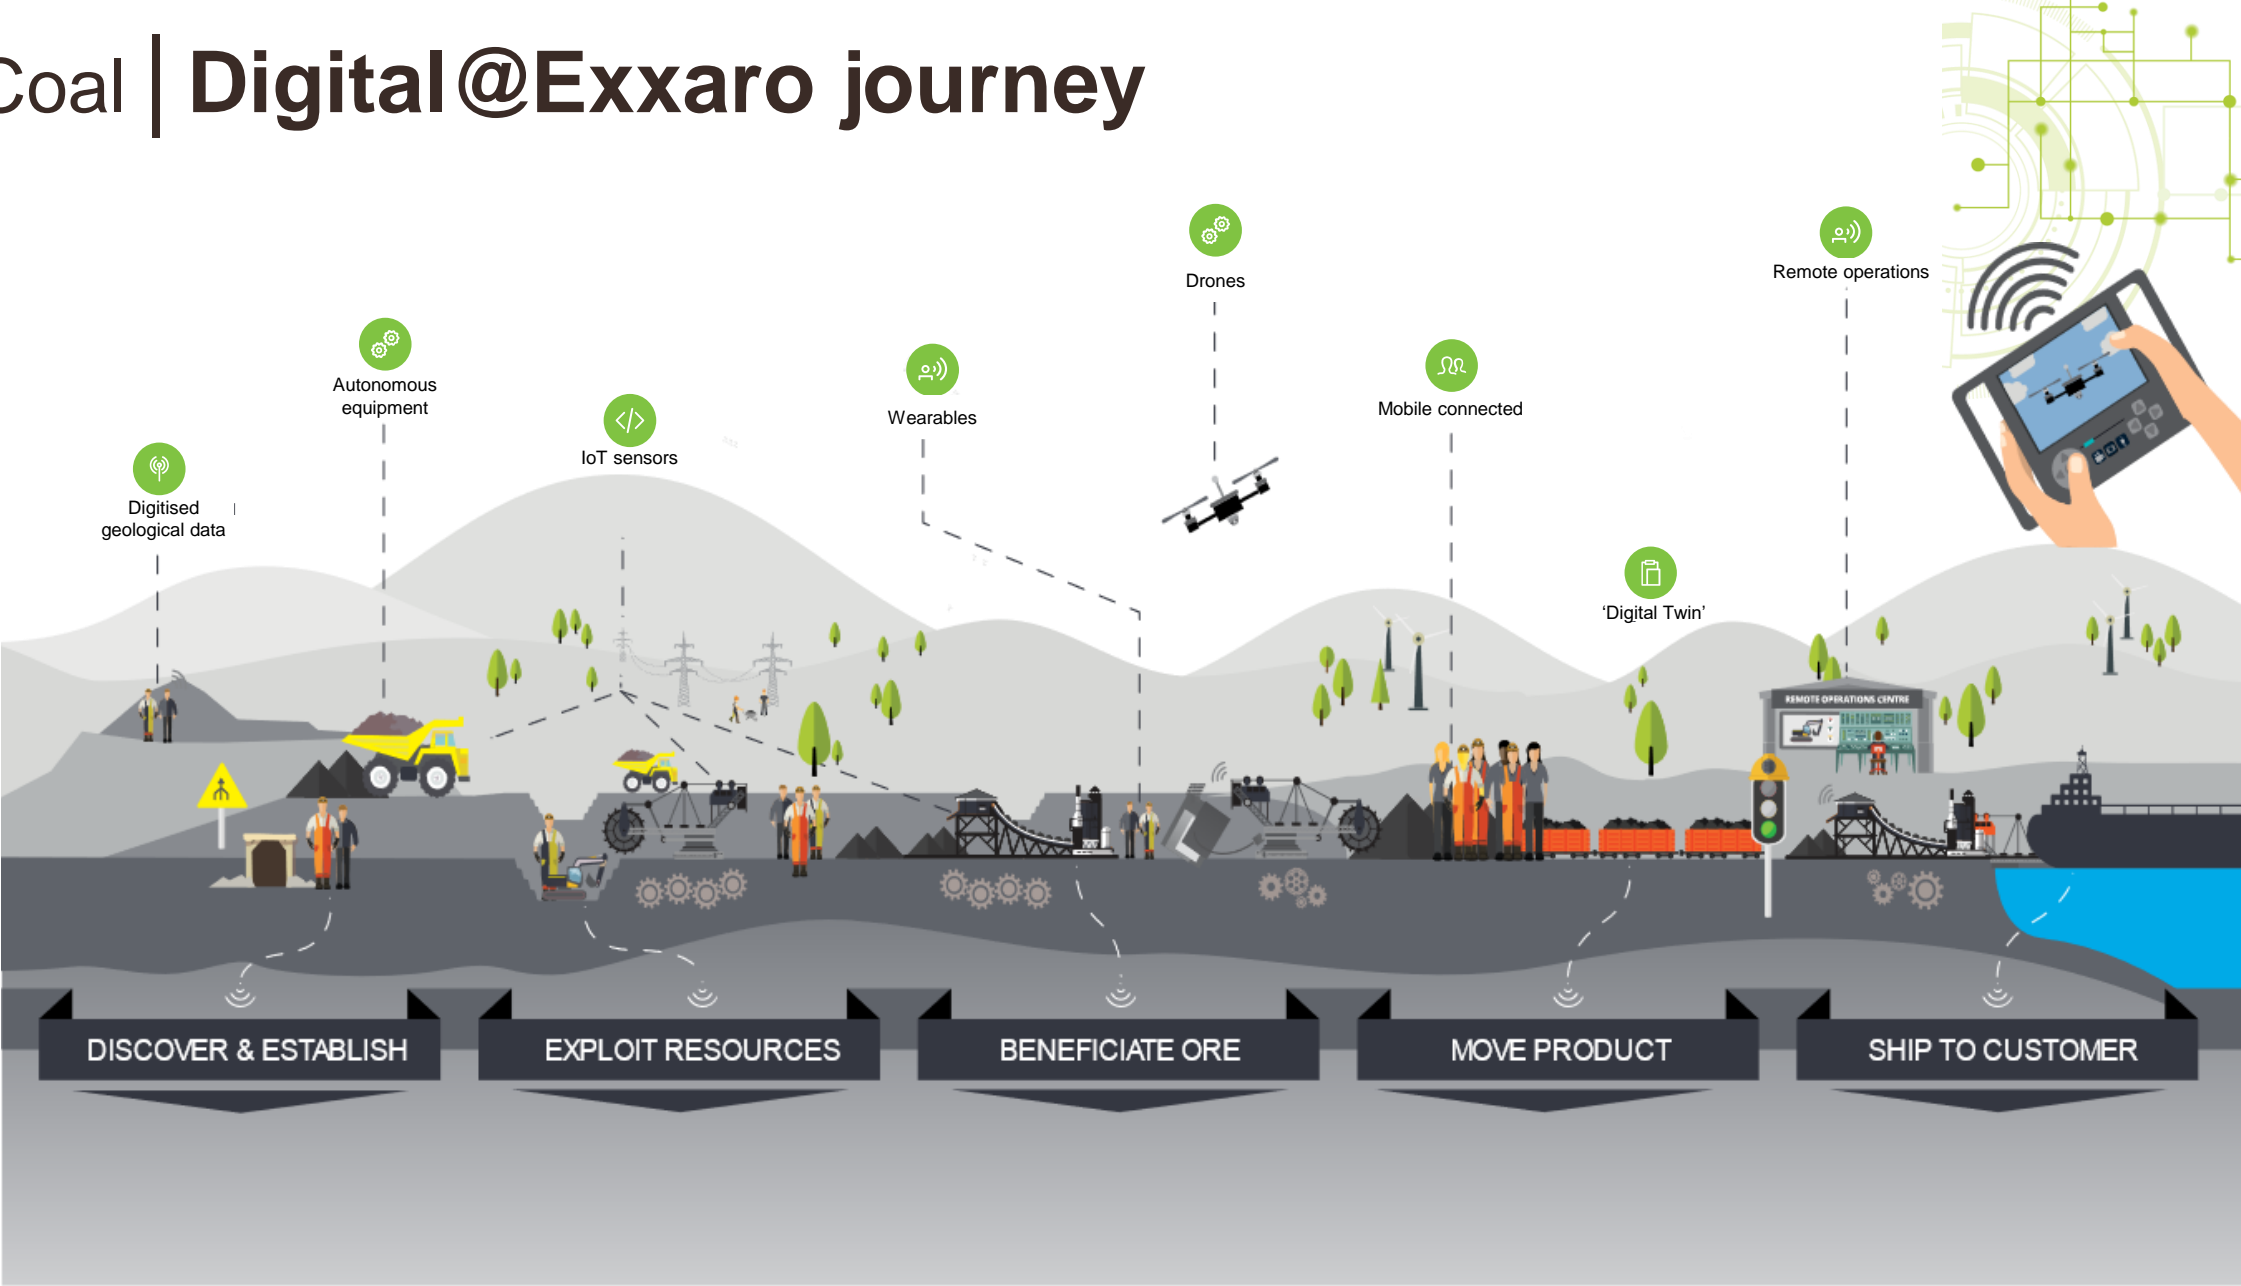 Coal | Digital@Exxaro journey
Drones
Remote operations
Autonomous
equipment
Wearables
Mobile connected
IoT sensors
Digitised
geological data
‘Digital Twin’
REMOTE OPERATIONS CENTRE
DISCOVER & ESTABLISH
EXPLOIT RESOURCES
BENEFICIATE ORE
MOVE PRODUCT
SHIP TO CUSTOMER